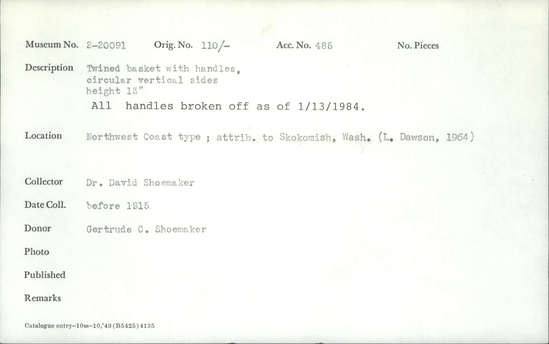 Museum No. 2-20091 Orig. No. 110/- Acc. No. 485 No. Pieces
Description Twined basket with handles,
circular vertical sides
height 13"
All handles broken off as of 1/13/1984.
Location Northwest Coast type ; attrib. to Skokomish, Wash. (L. Dawson, 1964)
Collector Dr. David Shoemaker
Date Coll. before 1915
Donor Gertrude C. Shoemaker
Photo
Published
Remarks
Catalogue entry—10m—10,'49 (B5425) 4135